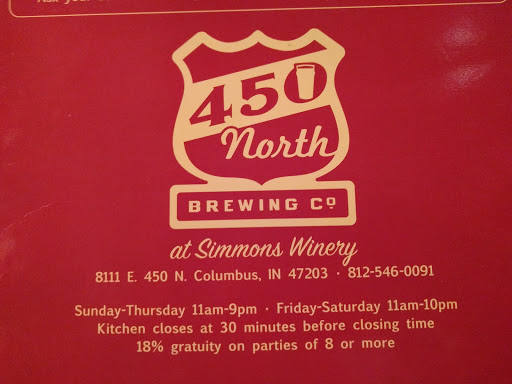 450
North
BREWING Cº
at Simmons Winery
8111 E. 450 N. Columbus, IN 47203 · 812-546-0091
Sunday-Thursday 11am-9pm · Friday-Saturday 11am-10pm
Kitchen closes at 30 minutes before closing time
18% gratuity on parties of 8 or more